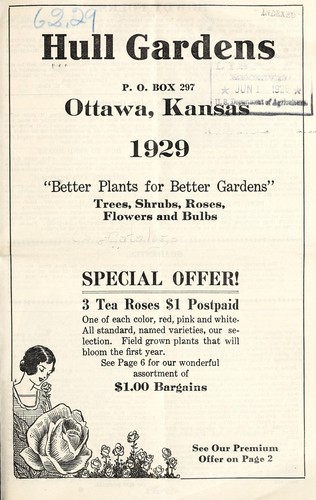 62.29
Hull Gardens
P. O. BOX 297
Ottawa, Kansas
JUN 1
U. S. Department of Agriculture
1929
"Better Plants for Better Gardens"
Trees, Shrubs, Roses,
Flowers and Bulbs
SPECIAL OFFER!
3 Tea Roses $1 Postpaid
One of each color, red, pink and white.
All standard, named varieties, our se-
lection. Field grown plants that will
bloom the first year.
See Page 6 for our wonderful
assortment of
$1.00 Bargains
See Our Premium
Offer on Page 2